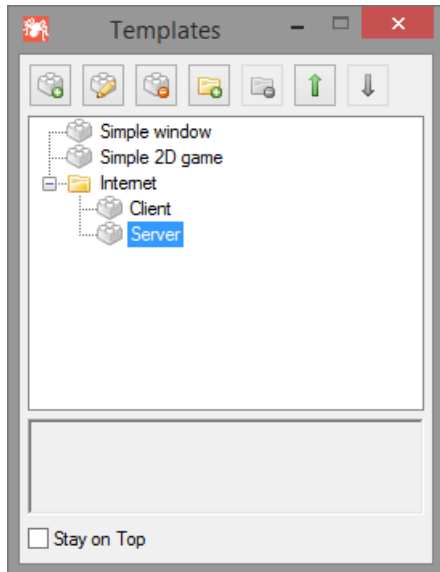 Templates
Simple window
Simple 2D game
Internet
Client
Server
Stay on Top